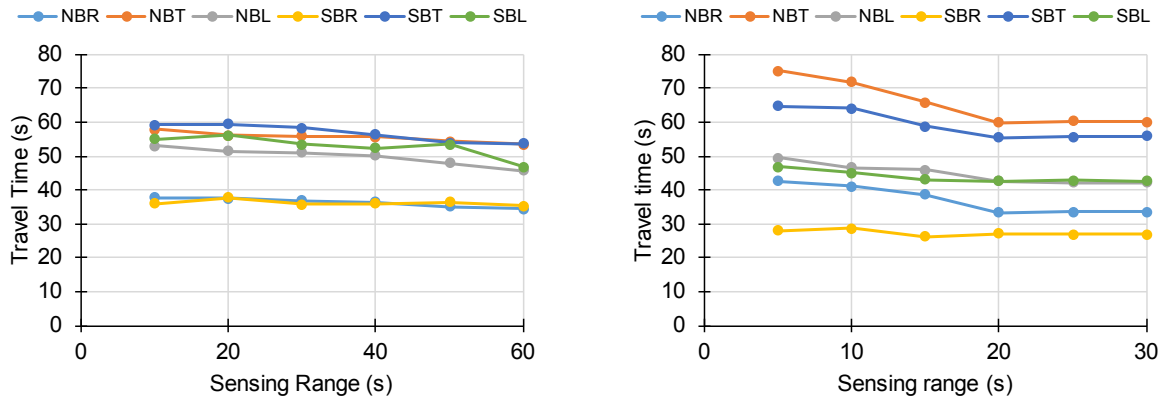 NBR NBT NBL SBR SBT SBL
80
70
60
50
40
30
20
10
0
0 20 40 60
Travel Time (s)
Sensing Range (s)
NBR NBT NBL SBR SBT SBL
80
70
60
50
40
30
20
10
0
0 10 20 30
Travel time (s)
Sensing range (s)